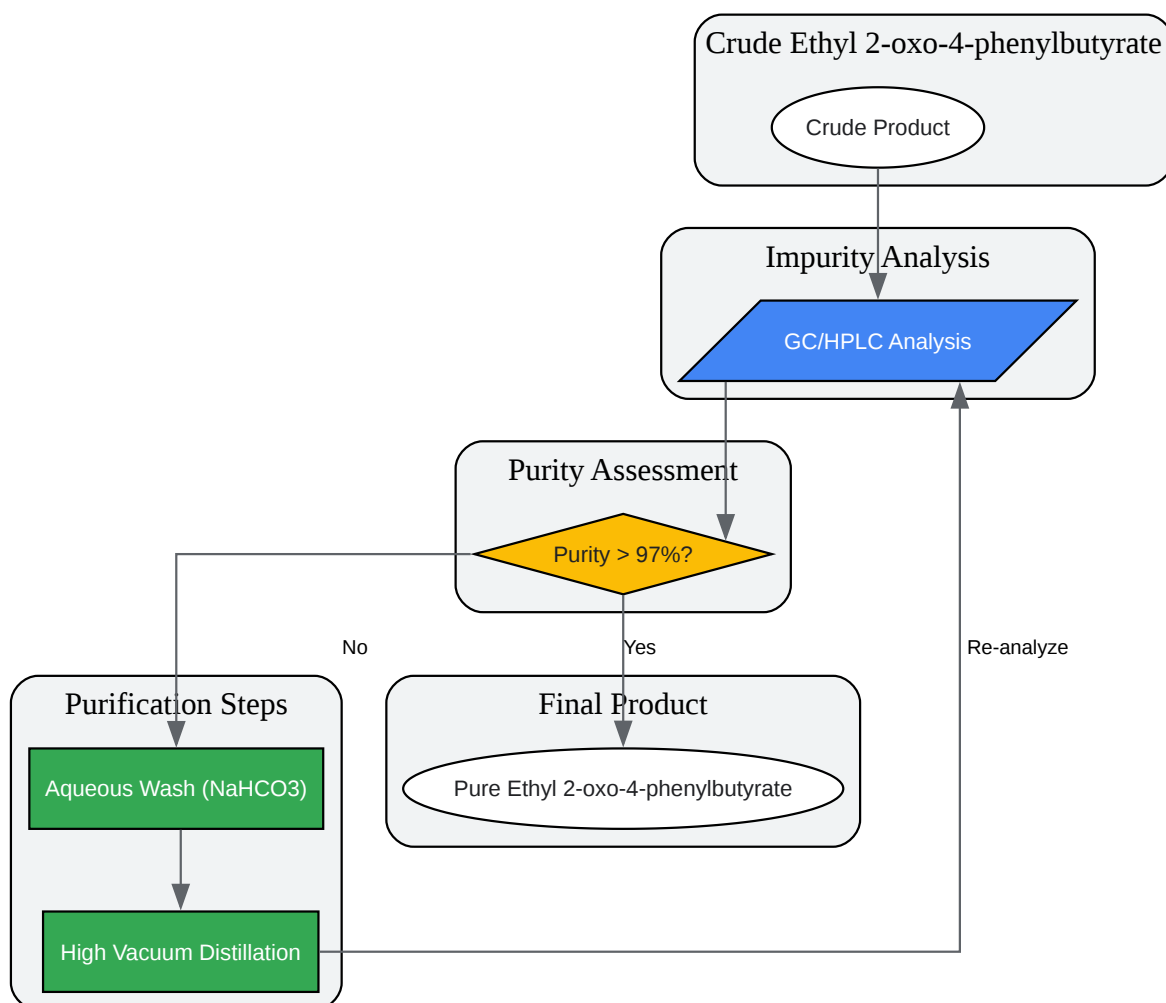 Crude Ethyl 2-oxo-4-phenylbutyrate
Crude Product
Impurity Analysis
GC/HPLC Analysis
Purity Assessment
Purity > 97%?
No
Yes
Re-analyze
Purification Steps
Final Product
Aqueous Wash (NaHCO3)
Pure Ethyl 2-oxo-4-phenylbutyrate
High Vacuum Distillation